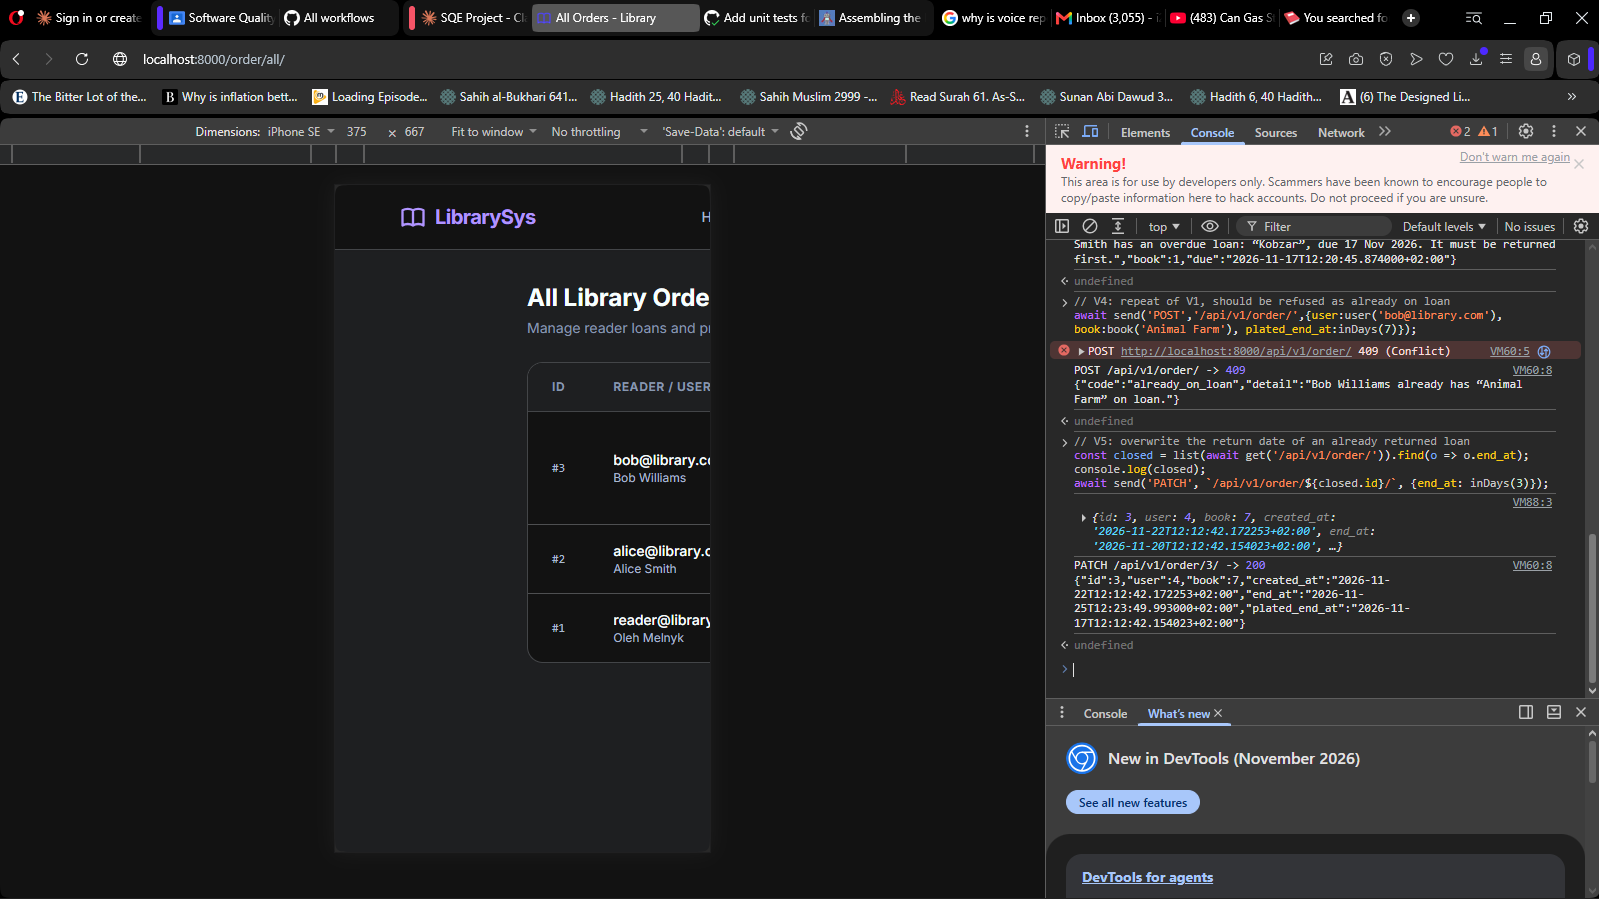 Sign in or create
Software Quality
All workflows
SQE Project - Cl
All Orders - Library
Add unit tests fo
Assembling the
why is voice rep
Inbox (3,055) - i
(483) Can Gas S
You searched fo
localhost:8000/order/all/
The Bitter Lot of the...
Why is inflation bett...
Loading Episode...
Sahih al-Bukhari 641...
Hadith 25, 40 Hadit...
Sahih Muslim 2999 -...
Read Surah 61. As-S...
Sunan Abi Dawud 3...
Hadith 6, 40 Hadith...
(6) The Designed Li...
Dimensions: iPhone SE 375 × 667 Fit to window No throttling 'Save-Data': default
Elements Console Sources Network 2 1
Warning!
Don't warn me again
This area is for use by developers only. Scammers have been known to encourage people to
copy/paste information here to hack accounts. Do not proceed if you are unsure.
top Filter Default levels No issues
LibrarySys H
All Library Orde
Manage reader loans and pr
ID READER / USER
#3 bob@library.co
Bob Williams
#2 alice@library.c
Alice Smith
#1 reader@library
Oleh Melnyk
Smith has an overdue loan: “Kobzar”, due 17 Nov 2026. It must be returned
first.","book":1,"due":"2026-11-17T12:20:45.874000+02:00"}
undefined
// V4: repeat of V1, should be refused as already on loan
await send('POST','/api/v1/order/',{user:user('bob@library.com'),
book:book('Animal Farm'), plated_end_at:inDays(7)});
POST http://localhost:8000/api/v1/order/ 409 (Conflict) VM60:5
POST /api/v1/order/ -> 409 VM60:8
{"code":"already_on_loan","detail":"Bob Williams already has “Animal
Farm” on loan."}
undefined
// V5: overwrite the return date of an already returned loan
const closed = list(await get('/api/v1/order/')).find(o => o.end_at);
console.log(closed);
await send('PATCH', `/api/v1/order/${closed.id}/`, {end_at: inDays(3)});
VM88:3
{id: 3, user: 4, book: 7, created_at:
'2026-11-22T12:12:42.172253+02:00', end_at:
'2026-11-20T12:12:42.154023+02:00', …}
PATCH /api/v1/order/3/ -> 200 VM60:8
{"id":3,"user":4,"book":7,"created_at":"2026-11-
22T12:12:42.172253+02:00","end_at":"2026-11-
25T12:23:49.993000+02:00","plated_end_at":"2026-11-
17T12:12:42.154023+02:00"}
undefined
Console What's new
New in DevTools (November 2026)
See all new features
DevTools for agents